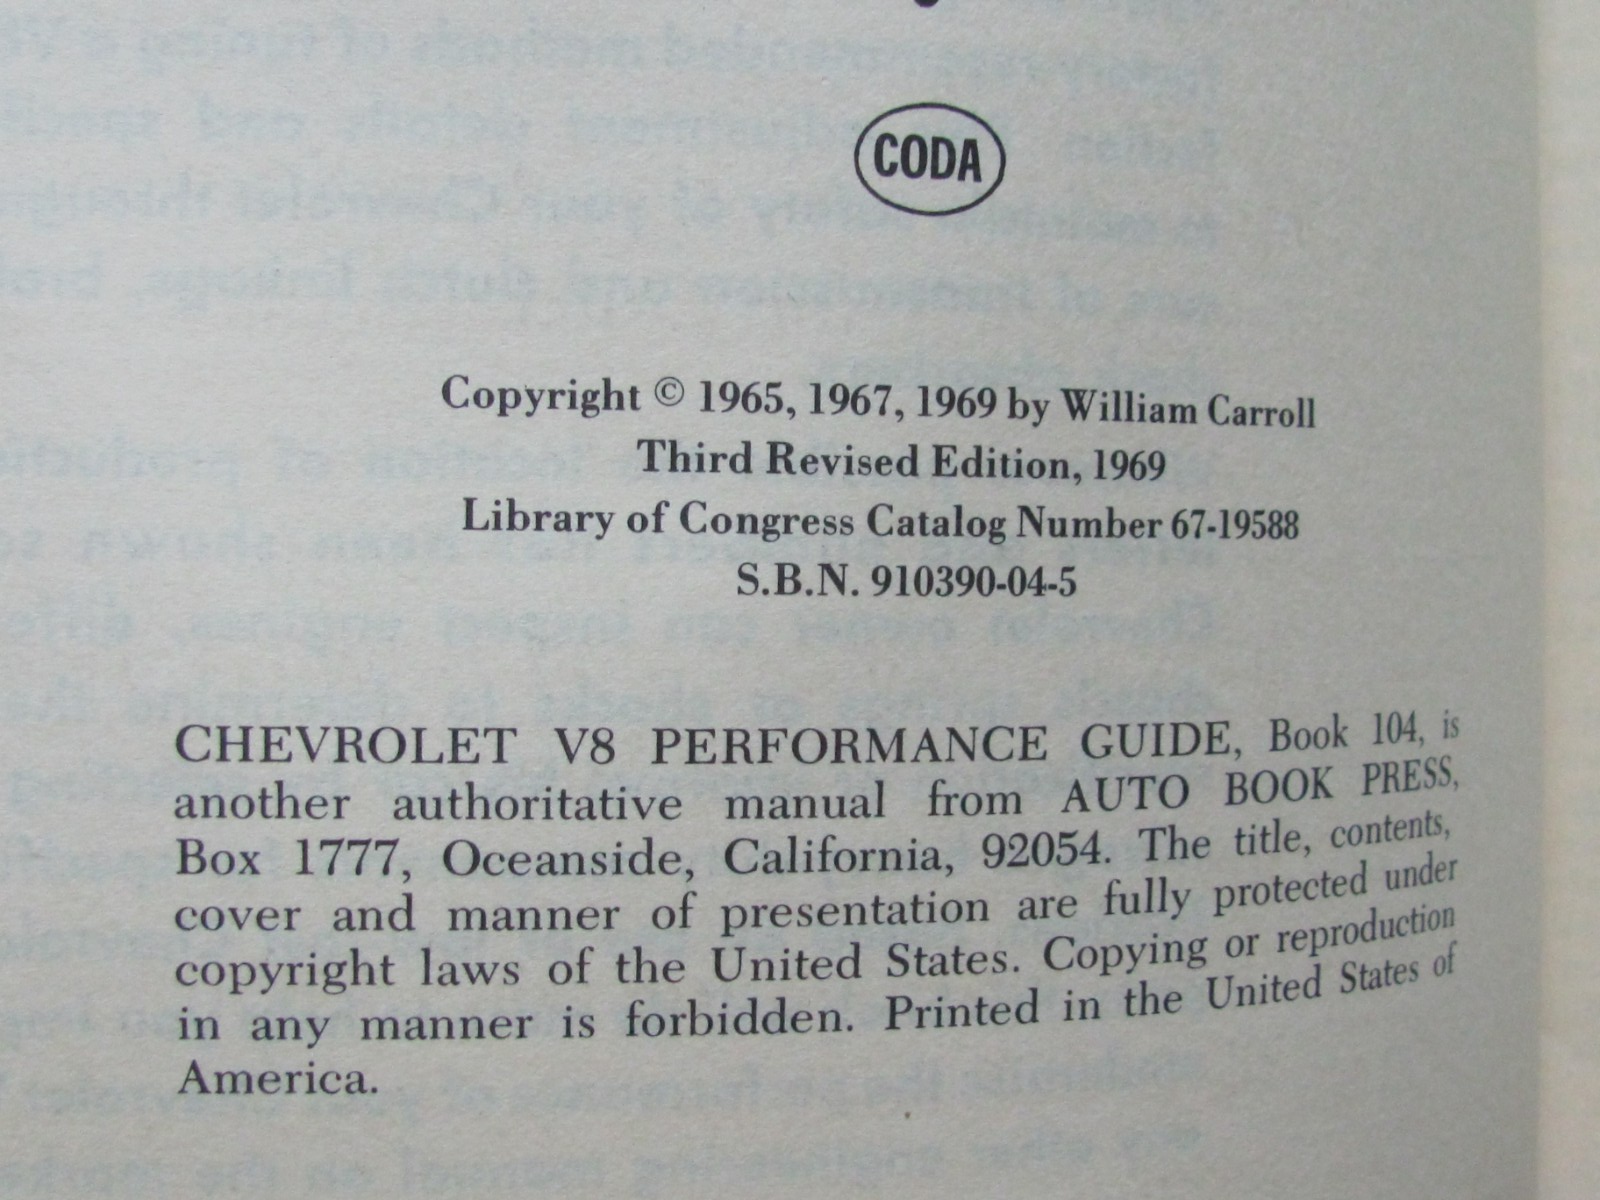 CODA
Copyright © 1965, 1967, 1969 by William Carroll
Third Revised Edition, 1969
Library of Congress Catalog Number 67-19588
S.B.N. 910390-04-5
CHEVROLET V8 PERFORMANCE GUIDE, Book 104, is
another authoritative manual from AUTO BOOK PRESS,
Box 1777, Oceanside, California, 92054. The title, contents,
cover and manner of presentation are fully protected under
copyright laws of the United States. Copying or reproduction
in any manner is forbidden. Printed in the United States of
America.